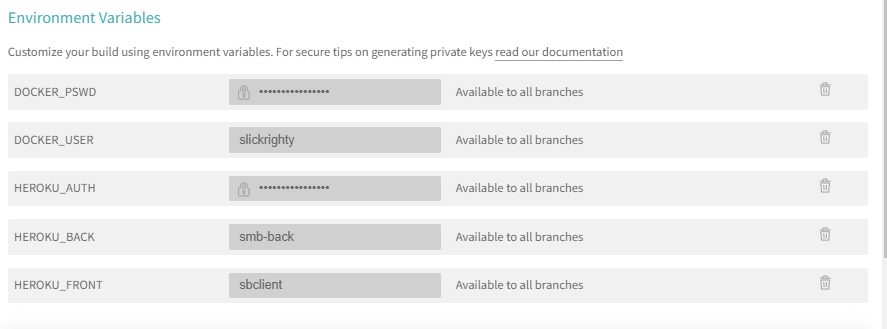 Environment Variables
Customize your build using environment variables. For secure tips on generating private keys read our documentation
DOCKER_PSWD •••••••••••••••• Available to all branches
DOCKER_USER slickrighty Available to all branches
HEROKU_AUTH •••••••••••••••• Available to all branches
HEROKU_BACK smb-back Available to all branches
HEROKU_FRONT sbclient Available to all branches